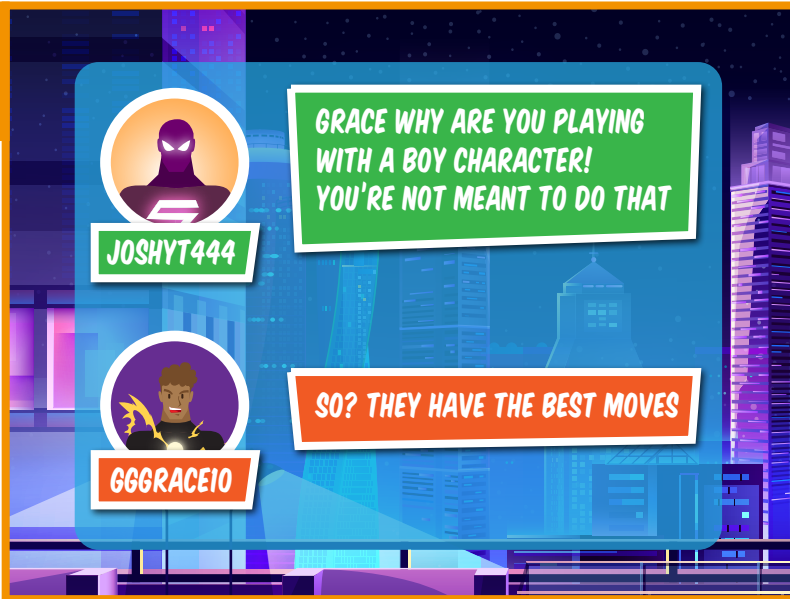 GRACE WHY ARE YOU PLAYING
WITH A BOY CHARACTER!
YOU'RE NOT MEANT TO DO THAT
JOSHYT444
SO? THEY HAVE THE BEST MOVES
GGGRACE10